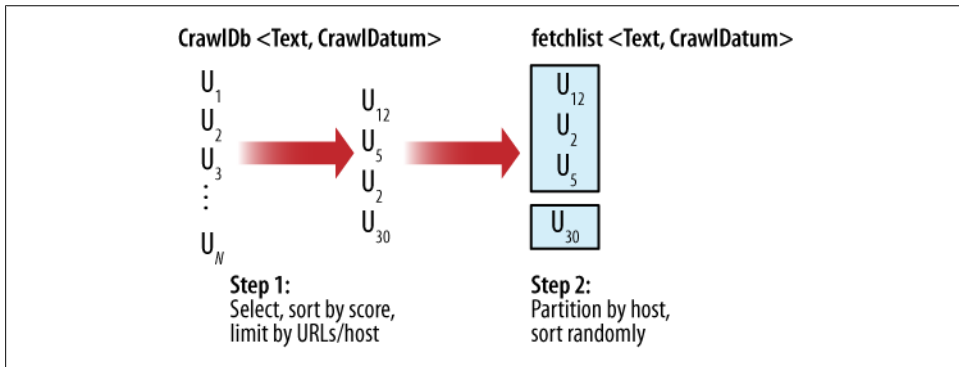 CrawlDb <Text, CrawlDatum>
U1
U2
U3
⋮
UN
U12
U5
U2
U30
Step 1:
Select, sort by score,
limit by URLs/host
fetchlist <Text, CrawlDatum>
U12
U2
U5
U30
Step 2:
Partition by host,
sort randomly